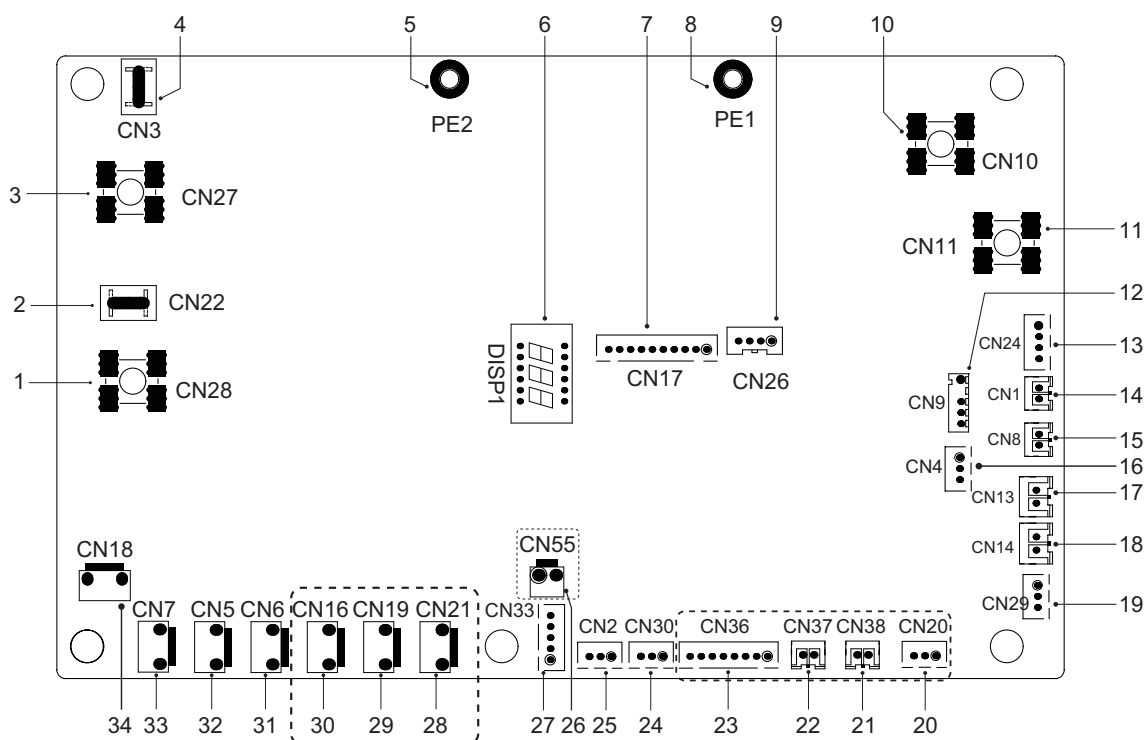 4 5 6 7 8 9 10
CN3
PE2
PE1
CN10
3
CN27
CN11
11
12
2
CN22
DISP1
CN17
CN26
CN24
13
1
CN28
CN9
CN1
14
CN8
15
CN4
16
CN13
17
CN18
CN55
CN14
18
CN7 CN5 CN6 CN16 CN19 CN21 CN33 CN2 CN30 CN36 CN37 CN38 CN20
CN29
19
34 33 32 31 30 29 28 27 26 25 24 23 22 21 20